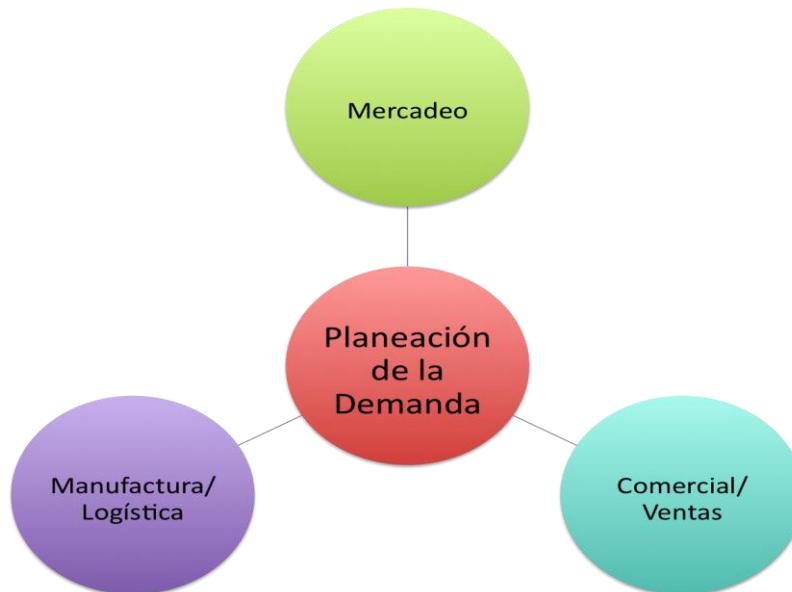 Mercadeo
Planeación
de la
Demanda
Manufactura/
Logística
Comercial/
Ventas